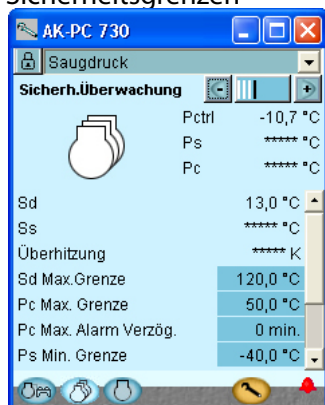 Sicherheitsgrenzen
AK-PC 730
Saugdruck
Sicherh.Überwachung
Pctrl -10,7 °C
Ps ***** °C
Pc ***** °C
Sd 13,0 °C
Ss ***** °C
Überhitzung ***** K
Sd Max.Grenze 120,0 °C
Pc Max. Grenze 50,0 °C
Pc Max. Alarm Verzög. 0 min.
Ps Min. Grenze -40,0 °C